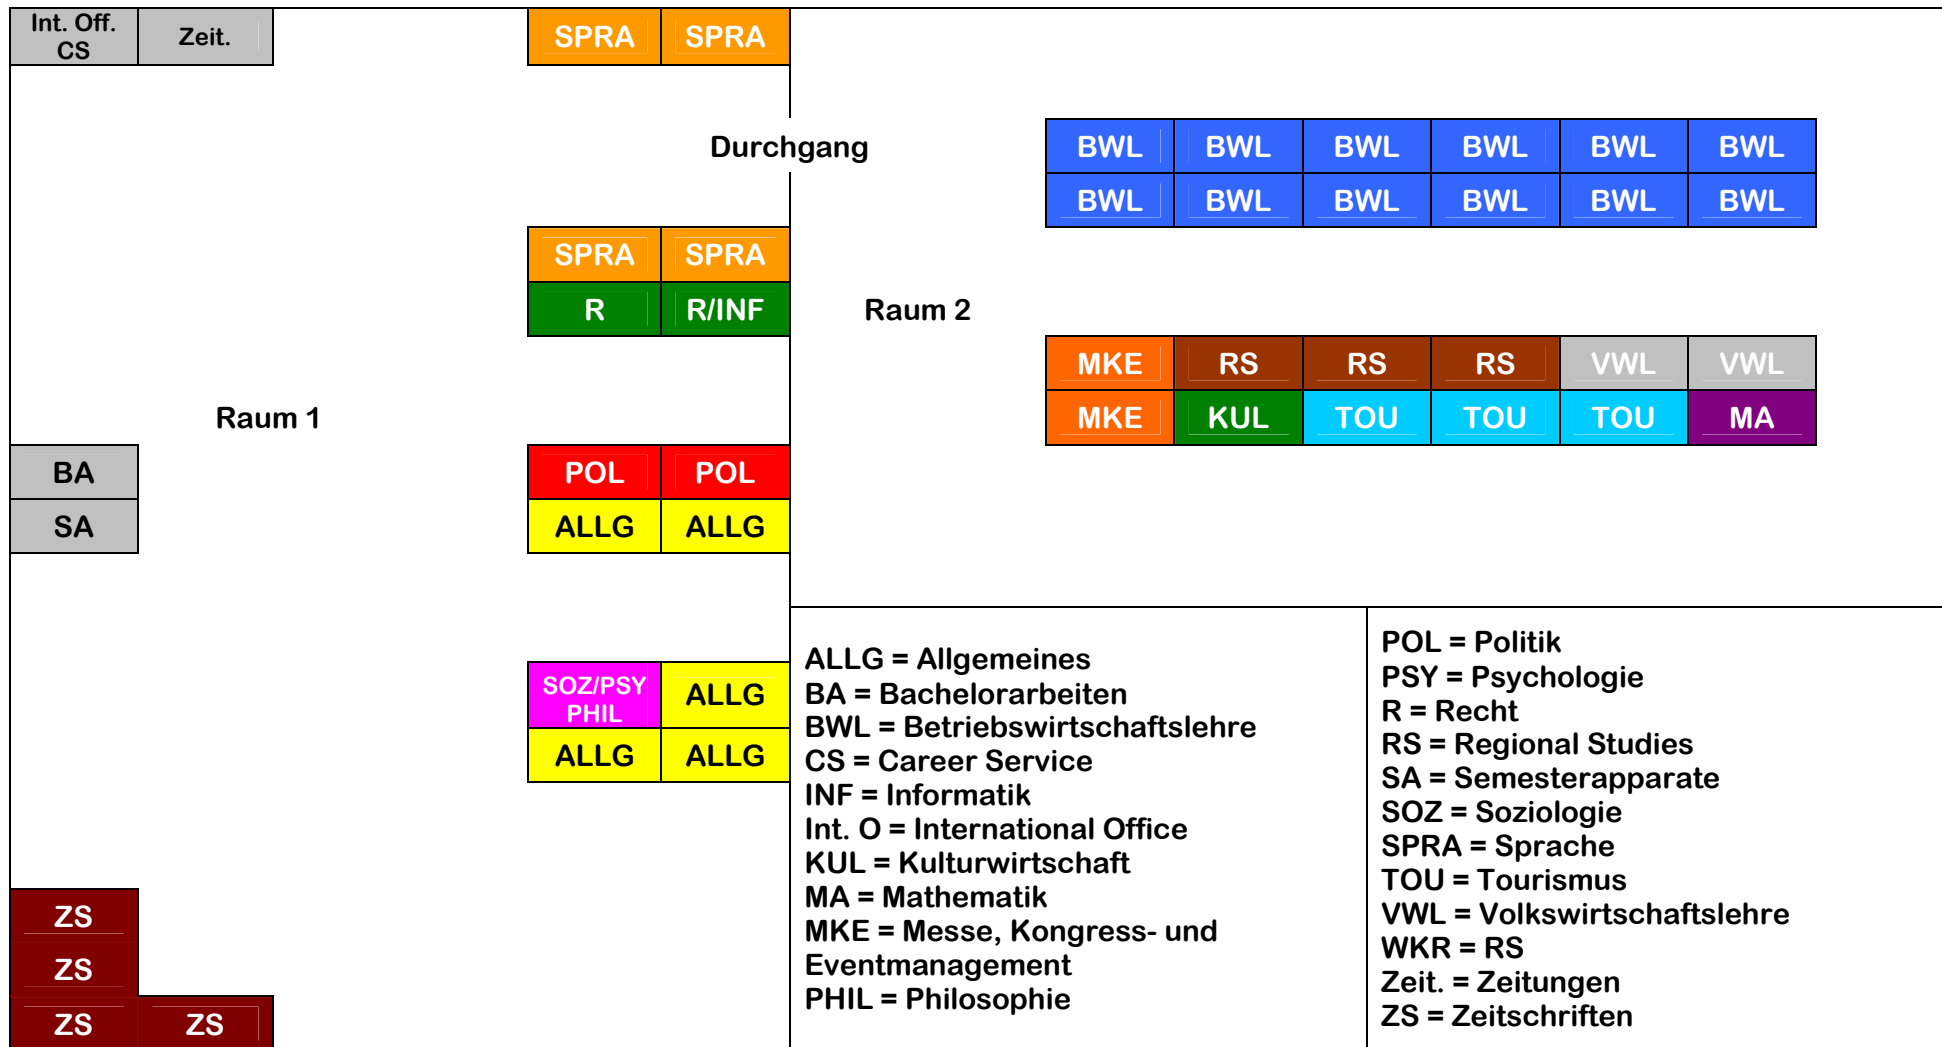 Int. Off.
CS
Zeit.
SPRA SPRA
Durchgang
BWL BWL BWL BWL BWL BWL
BWL BWL BWL BWL BWL BWL
SPRA SPRA
R R/INF
Raum 2
MKE RS RS RS VWL VWL
MKE KUL TOU TOU TOU MA
Raum 1
BA
SA
POL POL
ALLG ALLG
SOZ/PSY
PHIL
ALLG
ALLG ALLG
ZS
ZS
ZS ZS
ALLG = Allgemeines
BA = Bachelorarbeiten
BWL = Betriebswirtschaftslehre
CS = Career Service
INF = Informatik
Int. O = International Office
KUL = Kulturwirtschaft
MA = Mathematik
MKE = Messe, Kongress- und
Eventmanagement
PHIL = Philosophie
POL = Politik
PSY = Psychologie
R = Recht
RS = Regional Studies
SA = Semesterapparate
SOZ = Soziologie
SPRA = Sprache
TOU = Tourismus
VWL = Volkswirtschaftslehre
WKR = RS
Zeit. = Zeitungen
ZS = Zeitschriften